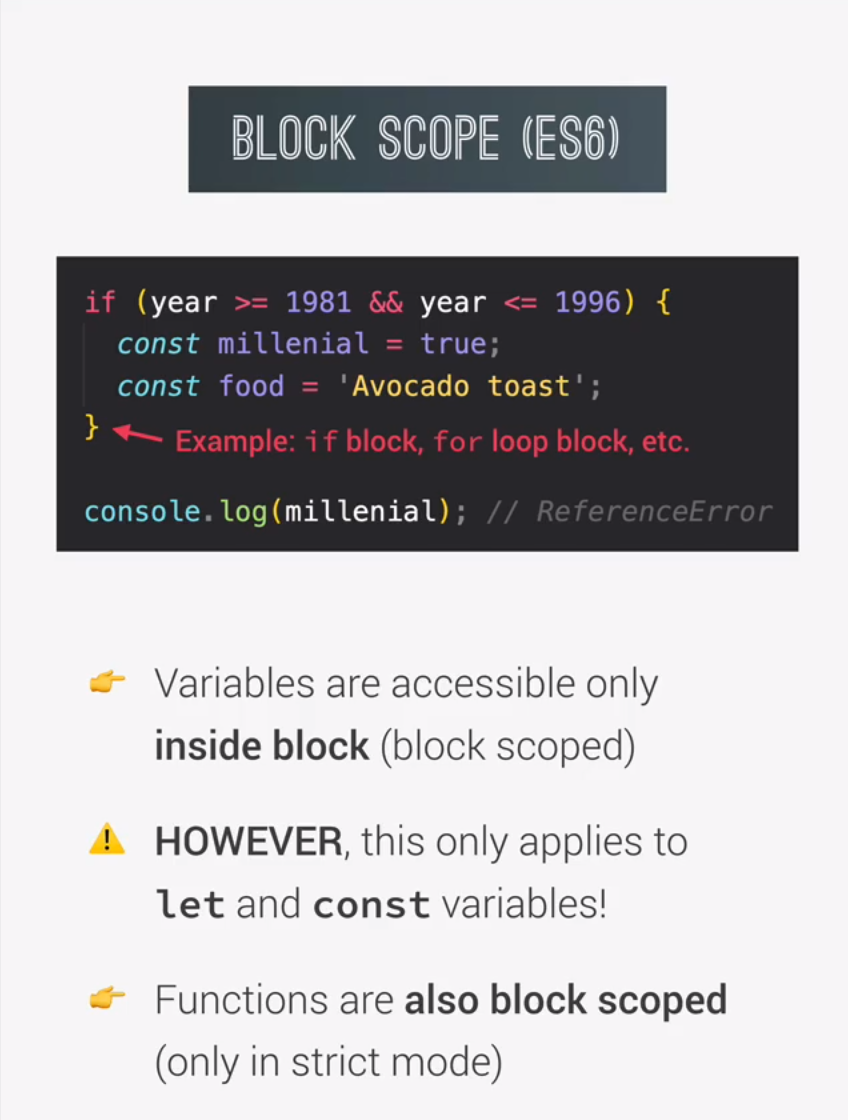 BLOCK SCOPE (ES6)
if (year >= 1981 && year <= 1996) {
const millenial = true;
const food = 'Avocado toast';
}
Example: if block, for loop block, etc.
console.log(millenial); // ReferenceError
👉 Variables are accessible only
inside block (block scoped)
⚠️ HOWEVER, this only applies to
let and const variables!
👉 Functions are also block scoped
(only in strict mode)